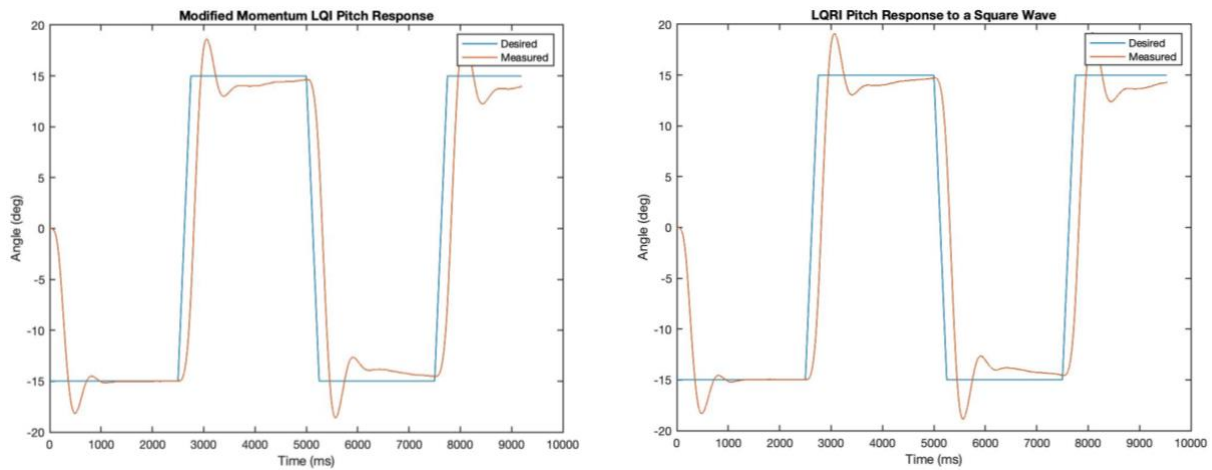 Modified Momentum LQI Pitch Response
20
15
10
5
0
-5
-10
-15
-20
Angle (deg)
Desired
Measured
0 1000 2000 3000 4000 5000 6000 7000 8000 9000 10000
Time (ms)
LQRI Pitch Response to a Square Wave
20
15
10
5
0
-5
-10
-15
-20
Angle (deg)
Desired
Measured
0 1000 2000 3000 4000 5000 6000 7000 8000 9000 10000
Time (ms)